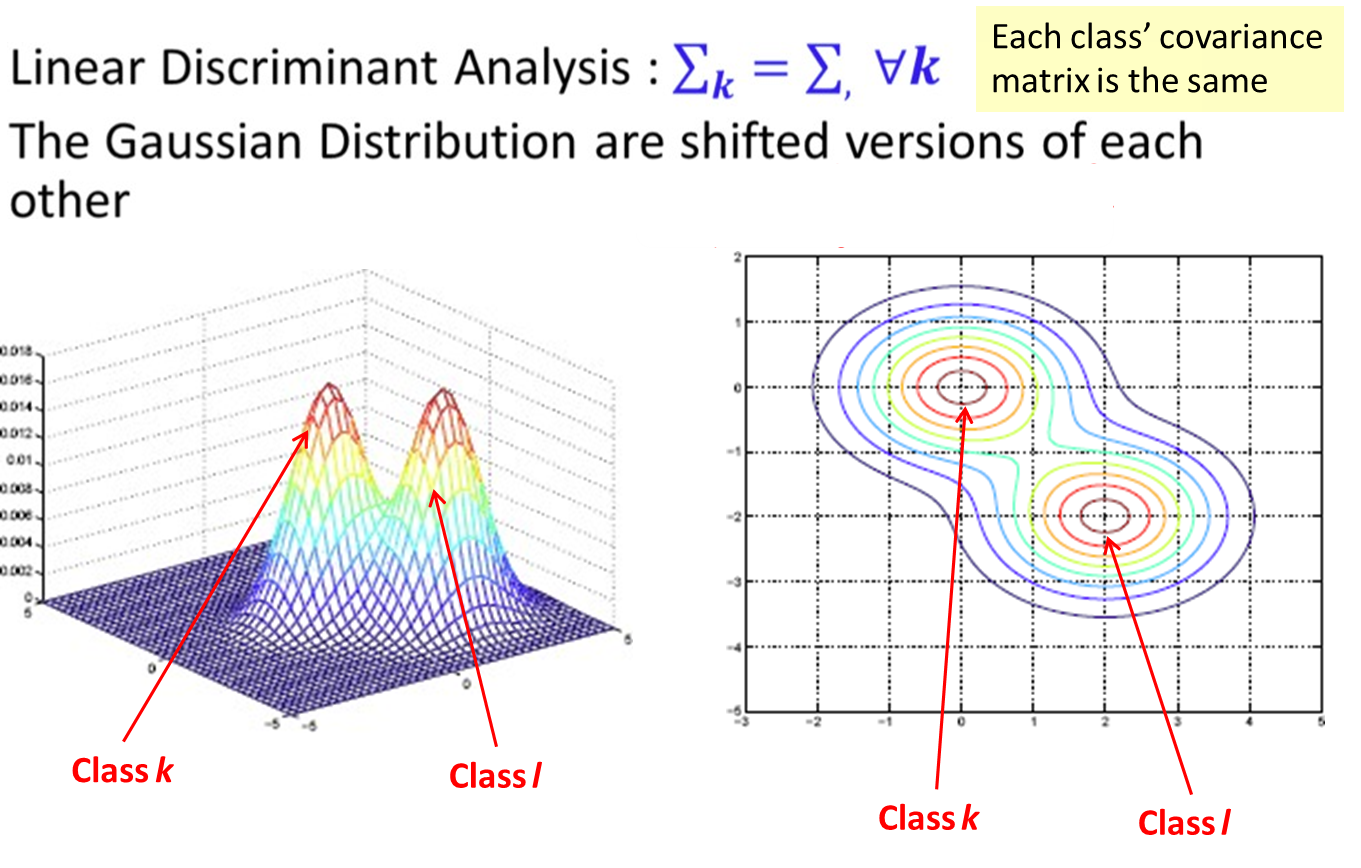 Linear Discriminant Analysis : ∑k = ∑, ∀k
Each class’ covariance
matrix is the same
The Gaussian Distribution are shifted versions of each
other
0.018
0.016
0.014
0.012
0.01
0.008
0.006
0.004
0.002
0
5
0
-5
-5
0
5
Class k
Class l
2
1
0
-1
-2
-3
-4
-5
-3 -2 -1 0 1 2 3 4 5
Class k
Class l